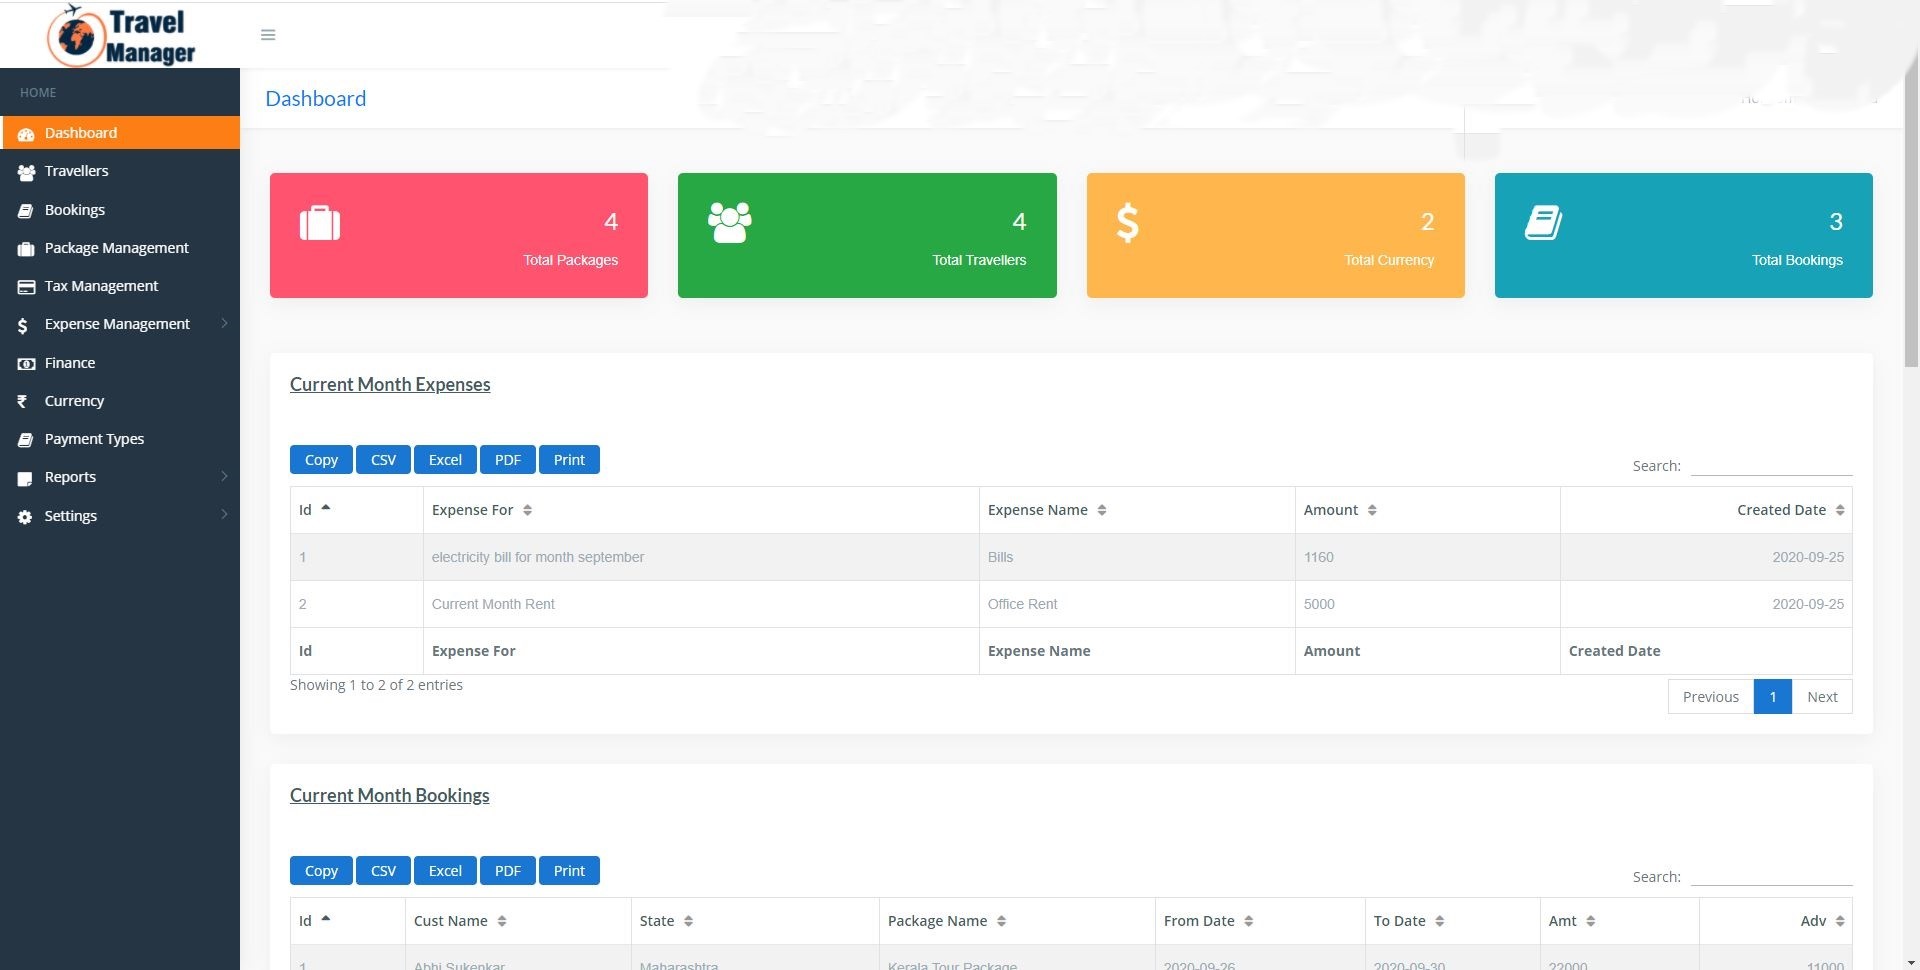 Travel
Manager
HOME
Dashboard
Travellers
Bookings
Package Management
Tax Management
Expense Management
Finance
Currency
Payment Types
Reports
Settings
Dashboard
4
Total Packages
4
Total Travellers
2
Total Currency
3
Total Bookings
Current Month Expenses
Copy CSV Excel PDF Print
Search:
Id Expense For Expense Name Amount Created Date
1 electricity bill for month september Bills 1160 2020-09-25
2 Current Month Rent Office Rent 5000 2020-09-25
Id Expense For Expense Name Amount Created Date
Showing 1 to 2 of 2 entries
Previous 1 Next
Current Month Bookings
Copy CSV Excel PDF Print
Search:
Id Cust Name State Package Name From Date To Date Amt Adv
1 Abhi Sukenkar Maharashtra Kerala Tour Package 2020-09-26 2020-09-30 22000 11000